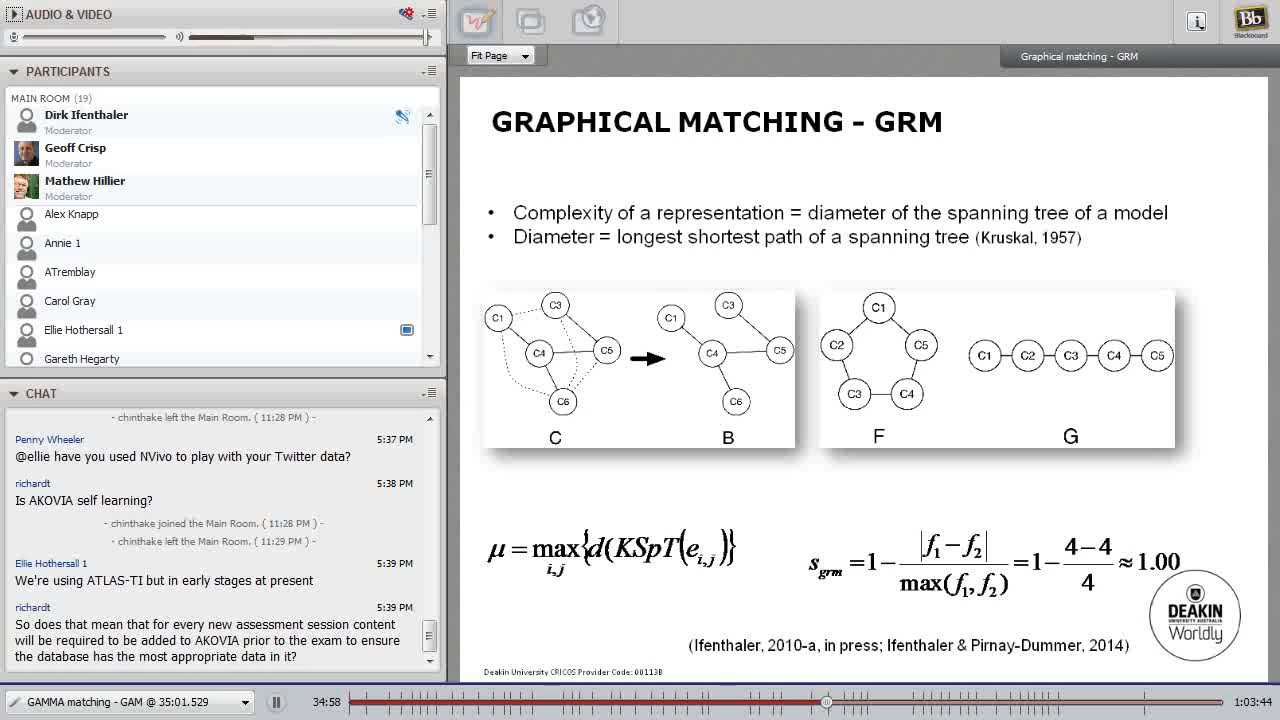 AUDIO & VIDEO
PARTICIPANTS
MAIN ROOM (19)
Dirk Ifenthaler
Moderator
Geoff Crisp
Moderator
Mathew Hillier
Moderator
Alex Knapp
Annie 1
ATremblay
Carol Gray
Ellie Hothersall 1
Gareth Hegarty
CHAT
- chinthake left the Main Room. ( 11:28 PM ) -
Penny Wheeler 5:37 PM
@ellie have you used NVivo to play with your Twitter data?
richardt 5:38 PM
Is AKOVIA self learning?
- chinthake joined the Main Room. ( 11:28 PM ) -
- chinthake left the Main Room. ( 11:29 PM ) -
Ellie Hothersall 1 5:39 PM
We're using ATLAS-TI but in early stages at present
richardt 5:39 PM
So does that mean that for every new assessment session content
will be required to be added to AKOVIA prior to the exam to ensure
the database has the most appropriate data in it?
Fit Page
Graphical matching - GRM
Bb
Blackboard
GRAPHICAL MATCHING - GRM
• Complexity of a representation = diameter of the spanning tree of a model
• Diameter = longest shortest path of a spanning tree (Kruskal, 1957)
C1 C3 C4 C5 C6
C
C1 C3 C4 C5 C6
B
C1 C2 C5 C3 C4
F
C1 C2 C3 C4 C5
G
μ = max{d(KSpT(e i,j)}
i,j
s grm = 1 - |f1 - f2| / max(f1, f2) = 1 - 4-4 / 4 ≈ 1.00
DEAKIN
UNIVERSITY AUSTRALIA
Worldly
(Ifenthaler, 2010-a, in press; Ifenthaler & Pirnay-Dummer, 2014)
Deakin University CRICOS Provider Code: 00113B
GAMMA matching - GAM @ 35:01.529
34:58
1:03:44